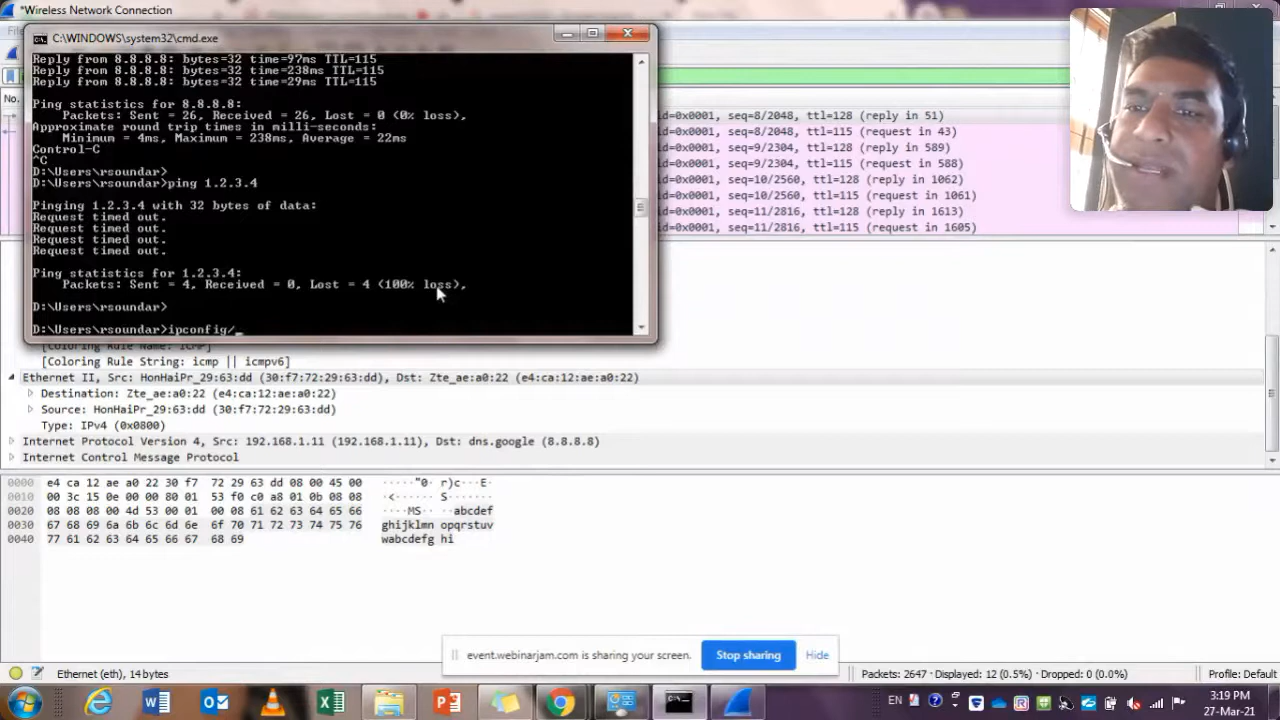 *Wireless Network Connection
C:\WINDOWS\system32\cmd.exe
Reply from 8.8.8.8: bytes=32 time=97ms TTL=115
Reply from 8.8.8.8: bytes=32 time=238ms TTL=115
Reply from 8.8.8.8: bytes=32 time=29ms TTL=115
Ping statistics for 8.8.8.8:
Packets: Sent = 26, Received = 26, Lost = 0 (0% loss),
Approximate round trip times in milli-seconds:
Minimum = 4ms, Maximum = 238ms, Average = 22ms
Control-C
^C
D:\Users\rsoundar>
D:\Users\rsoundar>ping 1.2.3.4
Pinging 1.2.3.4 with 32 bytes of data:
Request timed out.
Request timed out.
Request timed out.
Request timed out.
Ping statistics for 1.2.3.4:
Packets: Sent = 4, Received = 0, Lost = 4 (100% loss),
D:\Users\rsoundar>
D:\Users\rsoundar>ipconfig/_
No.
id=0x0001, seq=8/2048, ttl=128 (reply in 51)
id=0x0001, seq=8/2048, ttl=115 (request in 43)
id=0x0001, seq=9/2304, ttl=128 (reply in 589)
id=0x0001, seq=9/2304, ttl=115 (request in 588)
id=0x0001, seq=10/2560, ttl=128 (reply in 1062)
id=0x0001, seq=10/2560, ttl=115 (request in 1061)
id=0x0001, seq=11/2816, ttl=128 (reply in 1613)
id=0x0001, seq=11/2816, ttl=115 (request in 1605)
[Coloring Rule Name: ICMP]
[Coloring Rule String: icmp || icmpv6]
Ethernet II, Src: HonHaiPr_29:63:dd (30:f7:72:29:63:dd), Dst: Zte_ae:a0:22 (e4:ca:12:ae:a0:22)
Destination: Zte_ae:a0:22 (e4:ca:12:ae:a0:22)
Source: HonHaiPr_29:63:dd (30:f7:72:29:63:dd)
Type: IPv4 (0x0800)
Internet Protocol Version 4, Src: 192.168.1.11 (192.168.1.11), Dst: dns.google (8.8.8.8)
Internet Control Message Protocol
0000 e4 ca 12 ae a0 22 30 f7 72 29 63 dd 08 00 45 00 ·····"0· r)c···E·
0010 00 3c 15 0e 00 00 80 01 53 f0 c0 a8 01 0b 08 08 ·<······ S·······
0020 08 08 08 00 4d 53 00 01 00 08 61 62 63 64 65 66 ····MS·· ··abcdef
0030 67 68 69 6a 6b 6c 6d 6e 6f 70 71 72 73 74 75 76 ghijklmn opqrstuv
0040 77 61 62 63 64 65 66 67 68 69 wabcdefg hi
event.webinarjam.com is sharing your screen. Stop sharing Hide
Ethernet (eth), 14 bytes
Packets: 2647 · Displayed: 12 (0.5%) · Dropped: 0 (0.0%)
Profile: Default
EN
3:19 PM
27-Mar-21